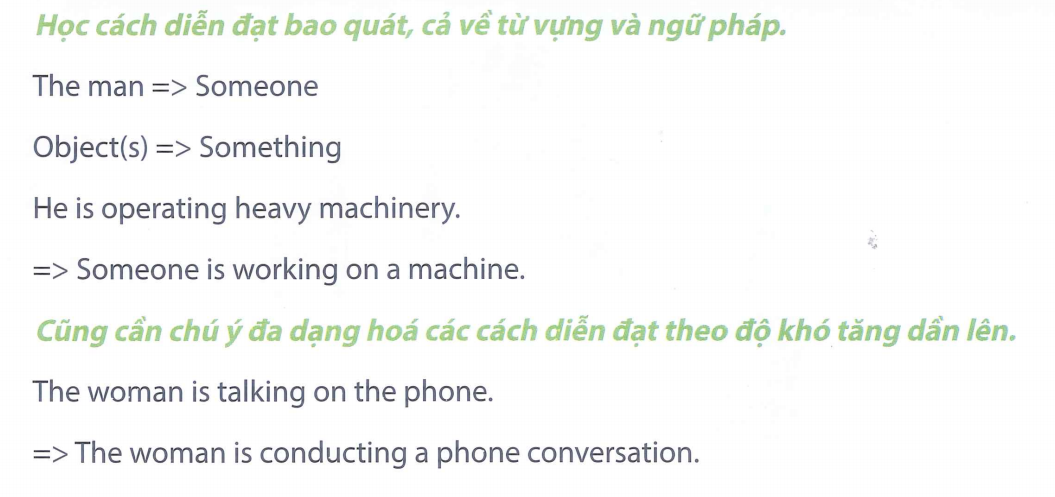 Học cách diễn đạt bao quát, cả về từ vựng và ngữ pháp.
The man => Someone
Object(s) => Something
He is operating heavy machinery.
=> Someone is working on a machine.
Cũng cần chú ý đa dạng hoá các cách diễn đạt theo độ khó tăng dần lên.
The woman is talking on the phone.
=> The woman is conducting a phone conversation.